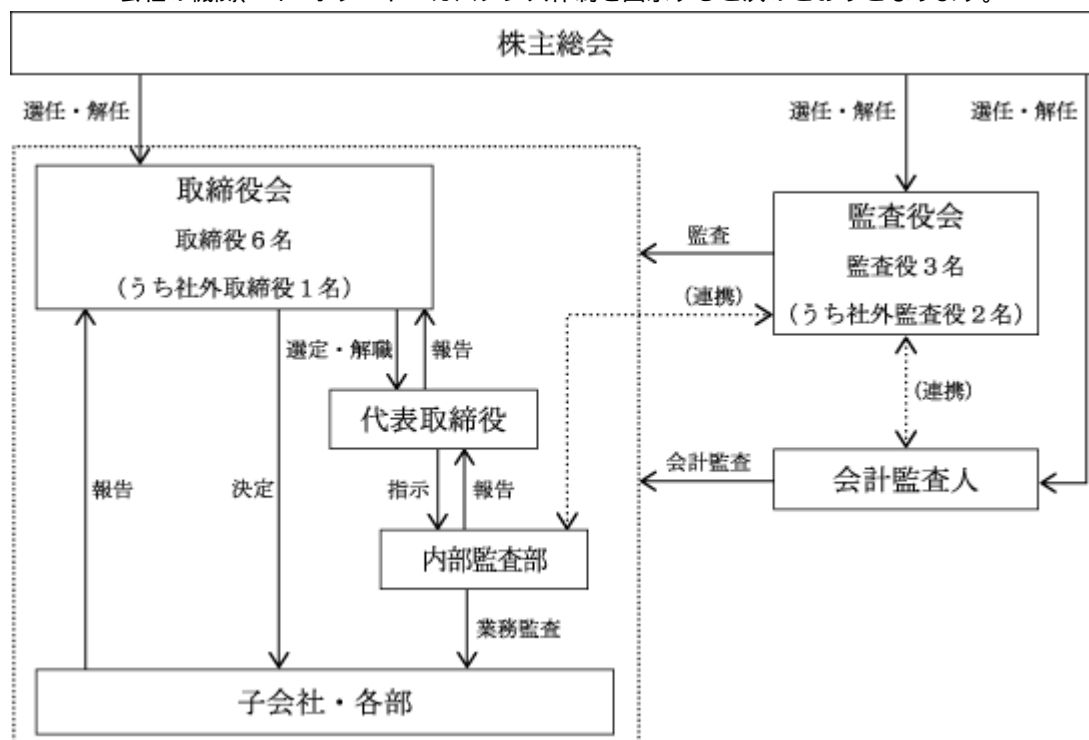 株主総会
選任・解任
選任・解任
選任・解任
取締役会
取締役６名
（うち社外取締役１名）
監査役会
監査役３名
（うち社外監査役２名）
監査
（連携）
選定・解職
報告
代表取締役
（連携）
報告
決定
指示
報告
会計監査
会計監査人
内部監査部
業務監査
子会社・各部